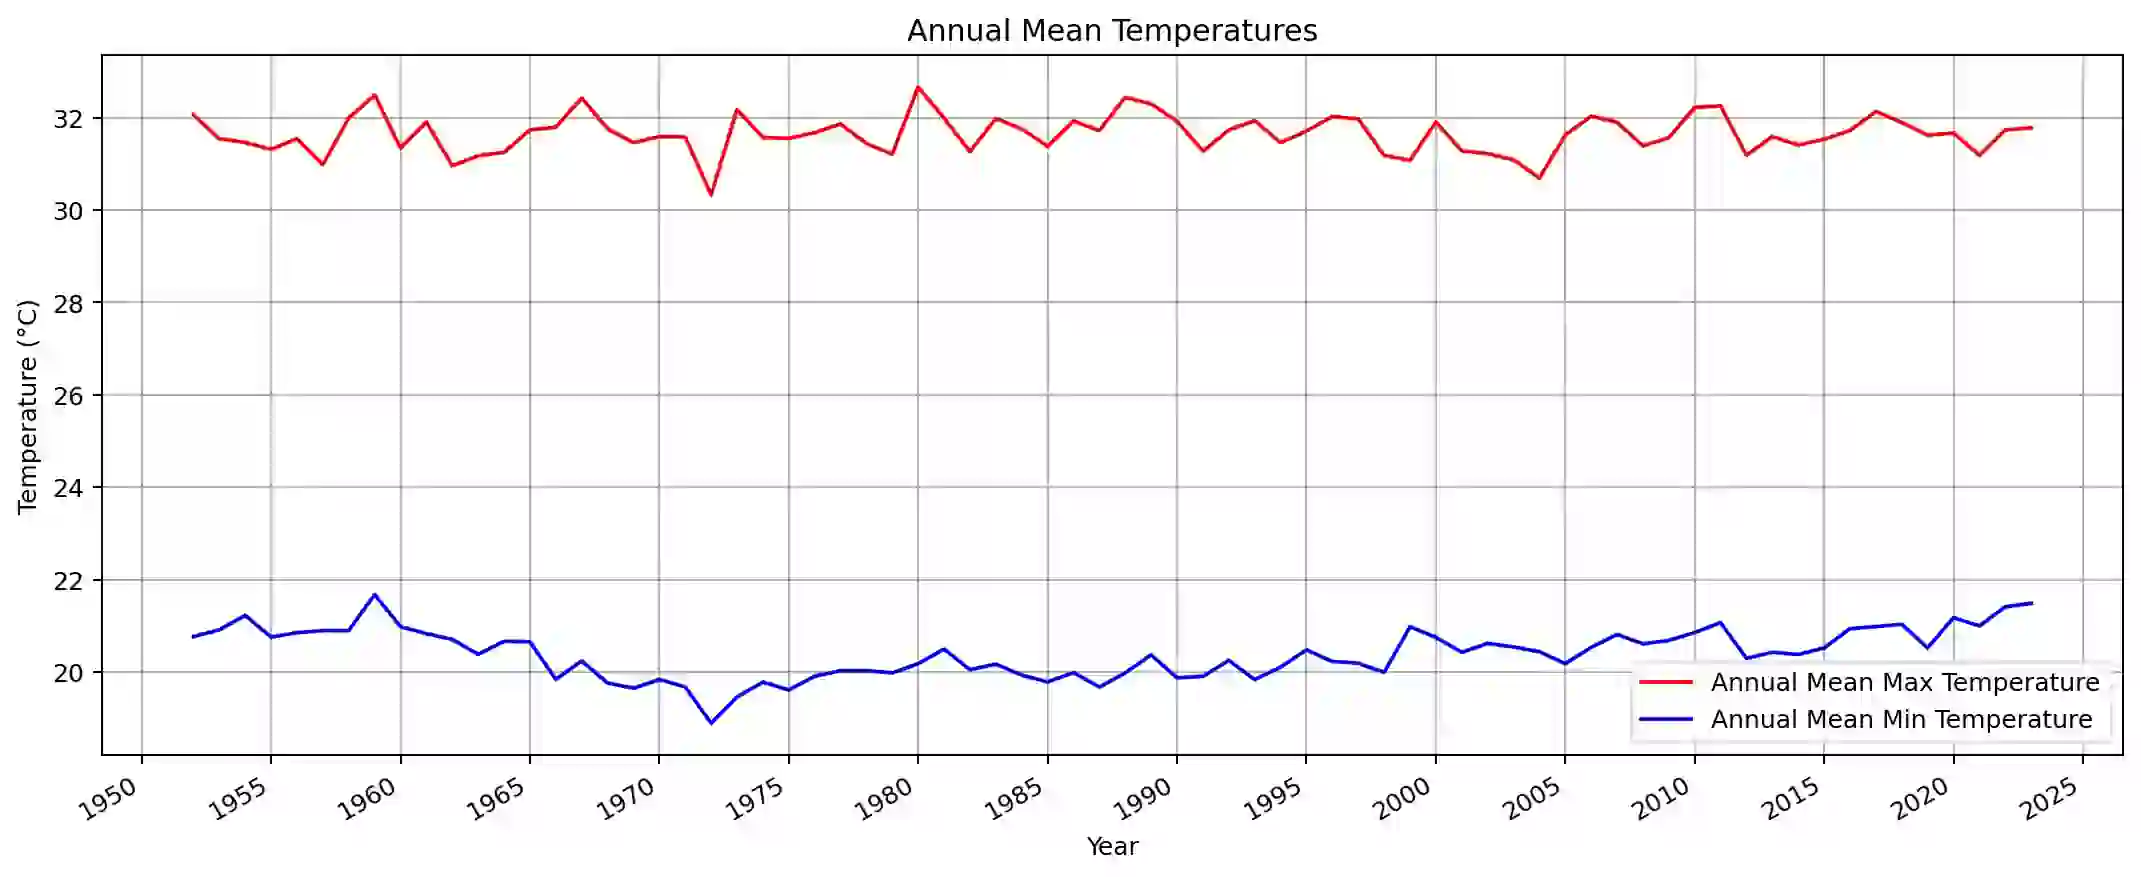 Annual Mean Temperatures
Temperature (°C)
32
30
28
26
24
22
20
Annual Mean Max Temperature
Annual Mean Min Temperature
1950 1955 1960 1965 1970 1975 1980 1985 1990 1995 2000 2005 2010 2015 2020 2025
Year